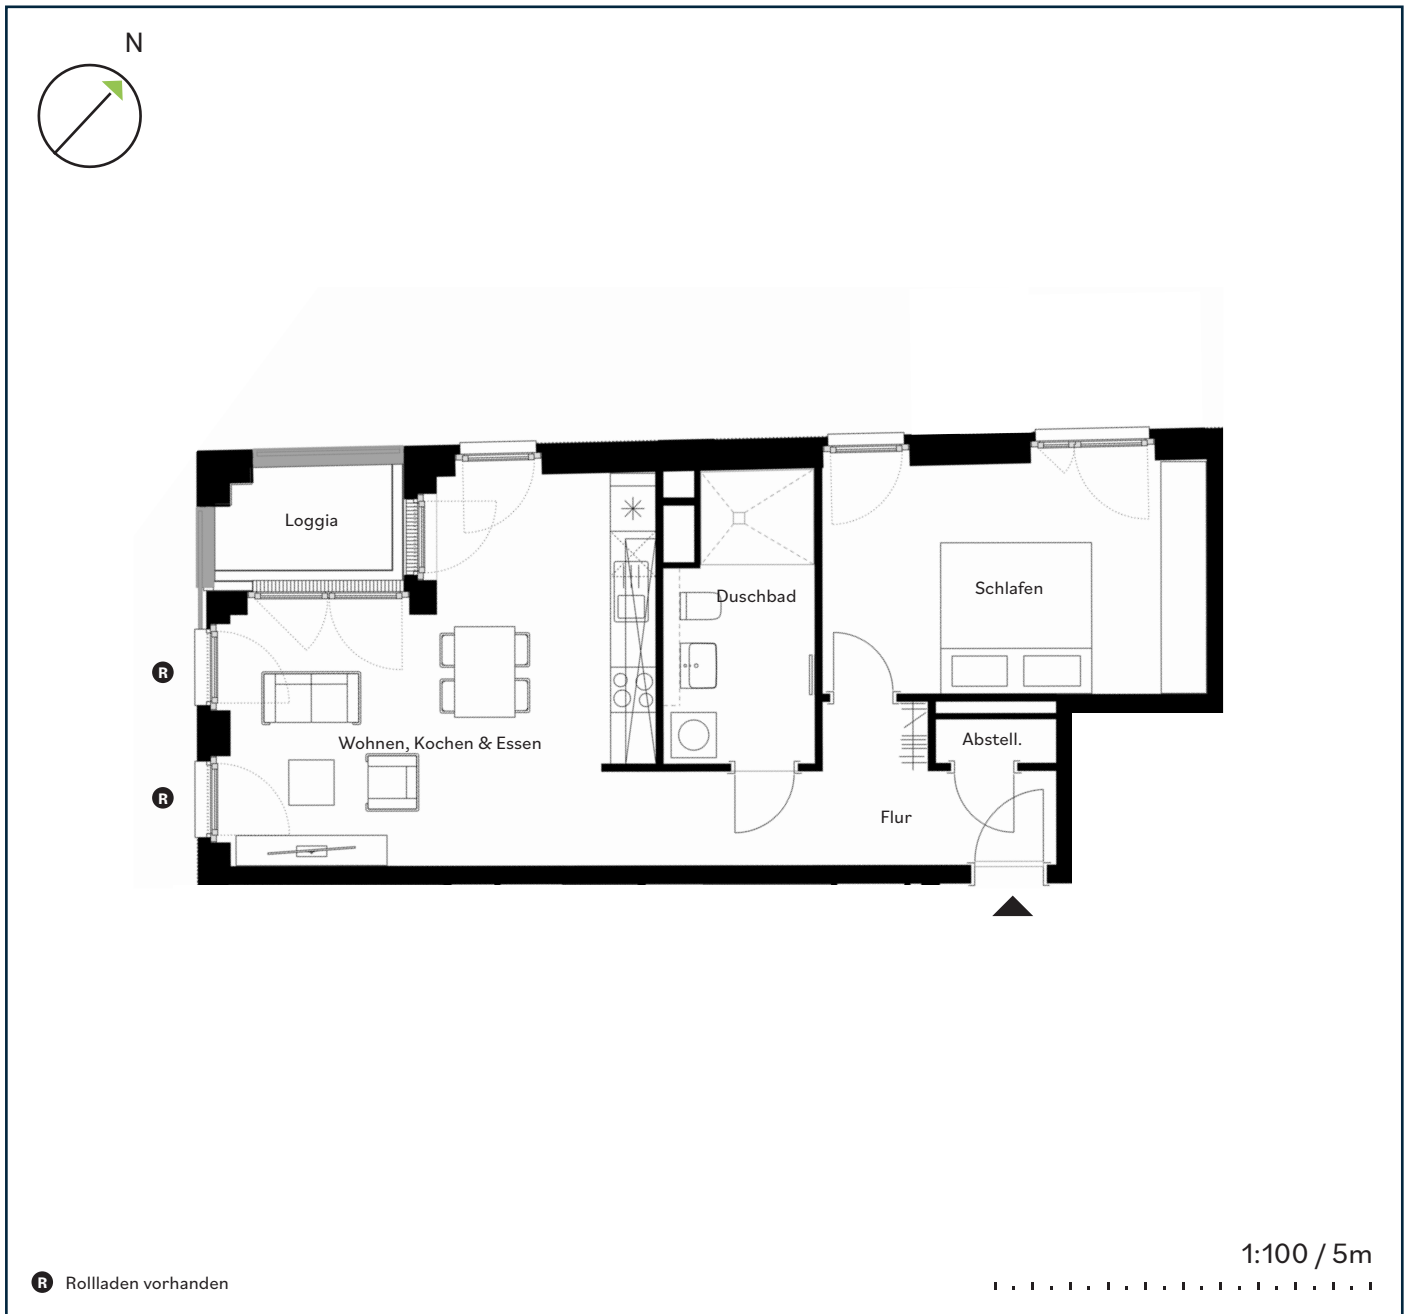 N
Loggia
Duschbad
Schlafen
R
Wohnen, Kochen & Essen
Abstell.
R
Flur
1:100 / 5m
R Rollladen vorhanden